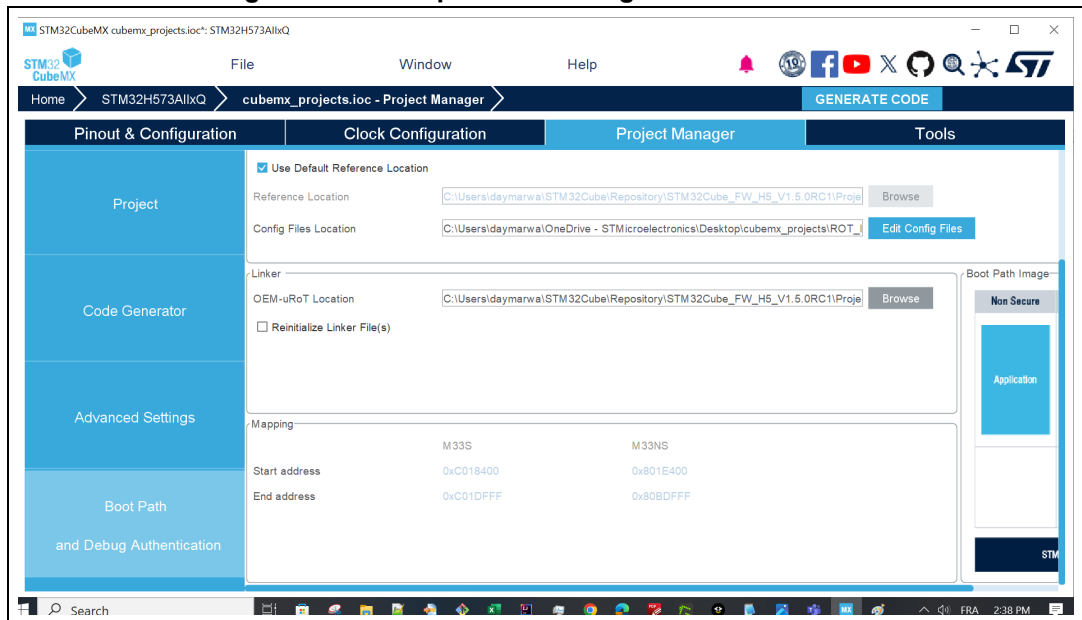 STM32CubeMX cubemx_projects.ioc*: STM32H573AIIxQ
STM32 CubeMX
File Window Help
Home STM32H573AIIxQ cubemx_projects.ioc - Project Manager GENERATE CODE
Pinout & Configuration Clock Configuration Project Manager Tools
Project
Code Generator
Advanced Settings
Boot Path
and Debug Authentication
Use Default Reference Location
Reference Location C:\Users\daymarwa\STM32Cube\Repository\STM32Cube_FW_H5_V1.5.0RC1\Proje Browse
Config Files Location C:\Users\daymarwa\OneDrive - STMicroelectronics\Desktop\cubemx_projects\ROT_ Edit Config Files
Linker
OEM-uRoT Location C:\Users\daymarwa\STM32Cube\Repository\STM32Cube_FW_H5_V1.5.0RC1\Proje Browse
Reinitialize Linker File(s)
Mapping
M33S M33NS
Start address 0xC018400 0x801E400
End address 0xC01DFFF 0x80BDFFF
Boot Path Image
Non Secure
Application
STM
Search
FRA 2:38 PM